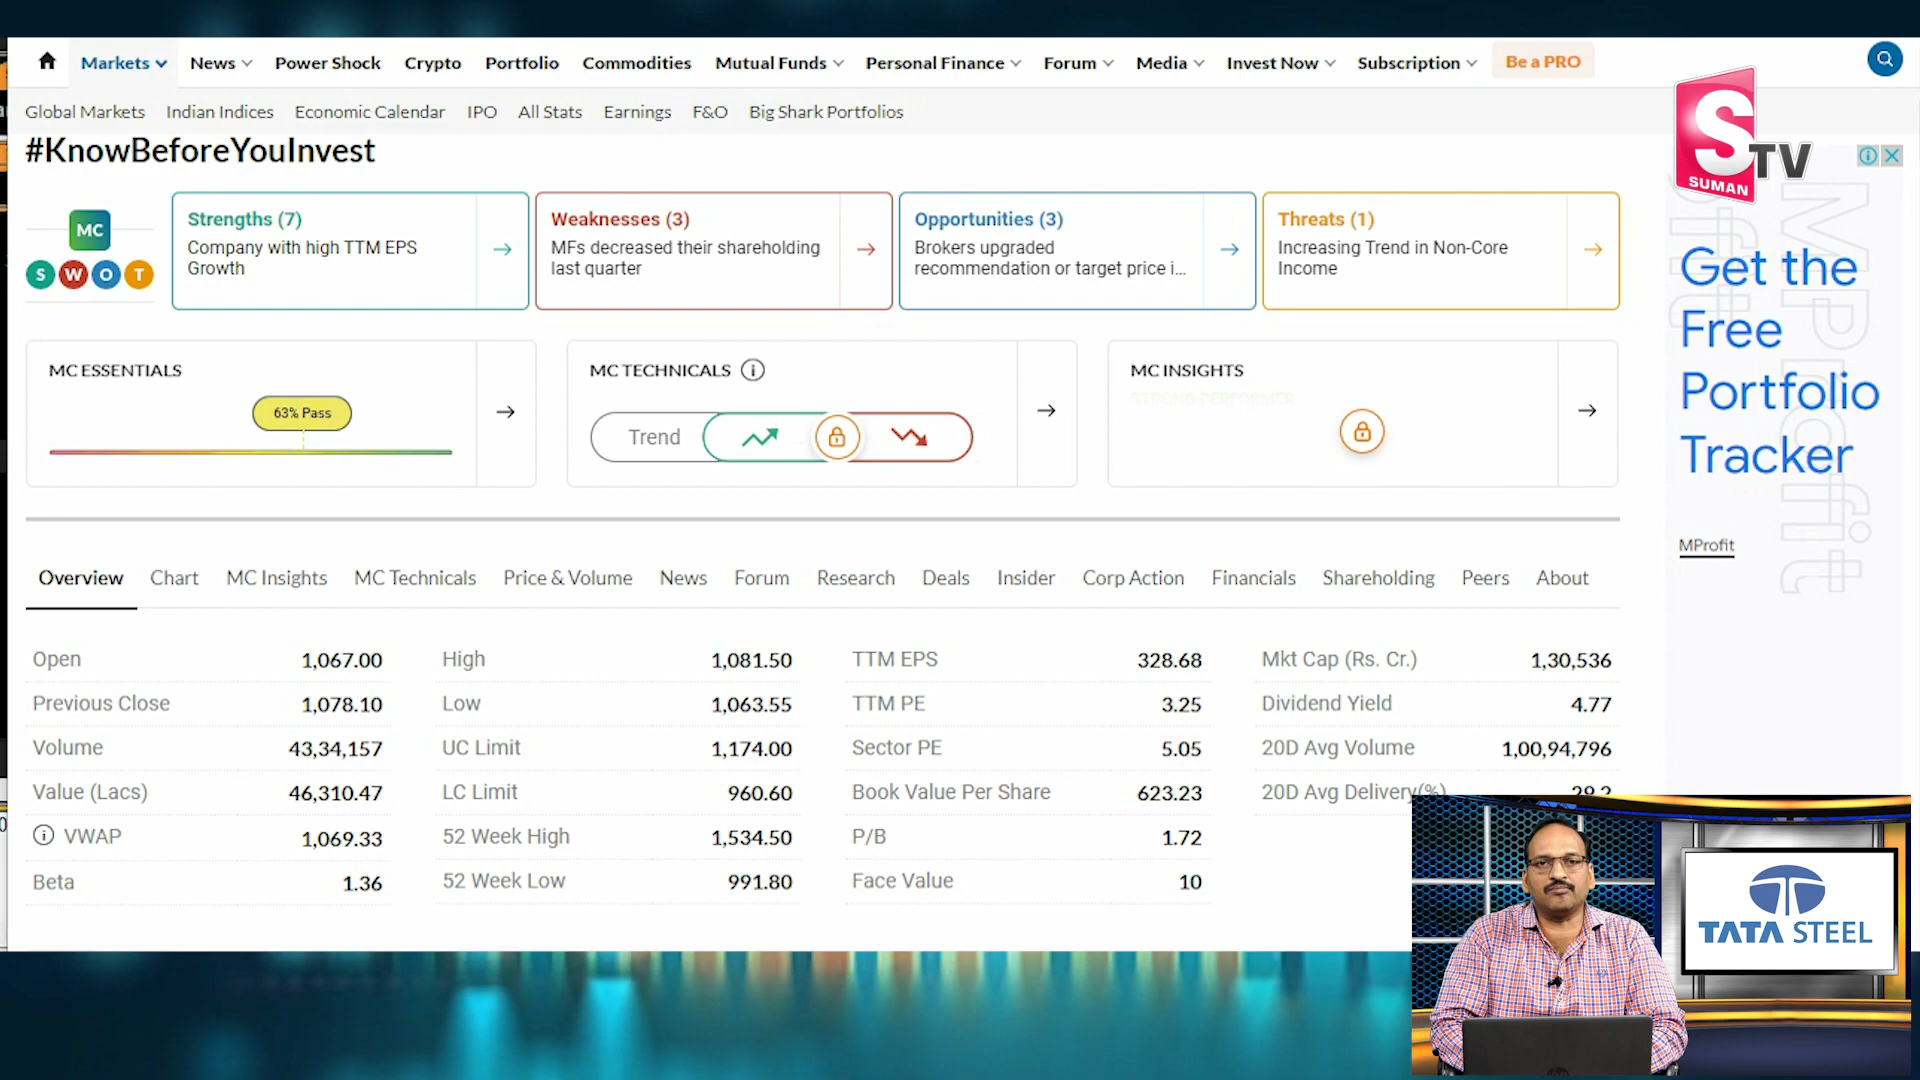 Markets News Power Shock Crypto Portfolio Commodities Mutual Funds Personal Finance Forum Media Invest Now Subscription Be a PRO
Global Markets Indian Indices Economic Calendar IPO All Stats Earnings F&O Big Shark Portfolios
#KnowBeforeYouInvest
S
SUMAN
TV
MC
S W O T
Strengths (7)
Company with high TTM EPS
Growth
Weaknesses (3)
MFs decreased their shareholding
last quarter
Opportunities (3)
Brokers upgraded
recommendation or target price i...
Threats (1)
Increasing Trend in Non-Core
Income
MC ESSENTIALS
63% Pass
MC TECHNICALS
Trend
MC INSIGHTS
STRONG PERFORMER
Get the
Free
Portfolio
Tracker
MProfit
MProfit
Overview Chart MC Insights MC Technicals Price & Volume News Forum Research Deals Insider Corp Action Financials Shareholding Peers About
Open 1,067.00 High 1,081.50 TTM EPS 328.68 Mkt Cap (Rs. Cr.) 1,30,536
Previous Close 1,078.10 Low 1,063.55 TTM PE 3.25 Dividend Yield 4.77
Volume 43,34,157 UC Limit 1,174.00 Sector PE 5.05 20D Avg Volume 1,00,94,796
Value (Lacs) 46,310.47 LC Limit 960.60 Book Value Per Share 623.23 20D Avg Delivery(%) 29.2
VWAP 1,069.33 52 Week High 1,534.50 P/B 1.72
Beta 1.36 52 Week Low 991.80 Face Value 10
TATA STEEL